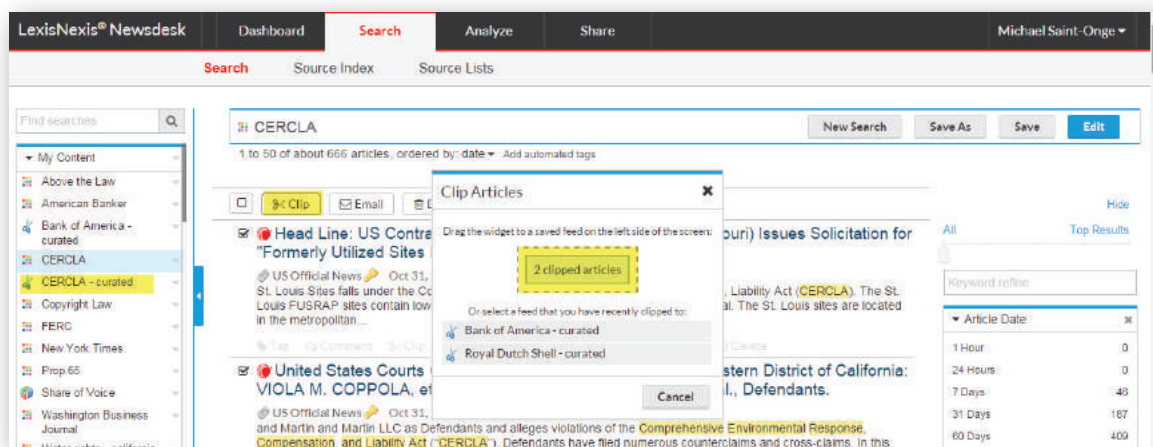 LexisNexis® Newsdesk
Dashboard Search Analyze Share
Michael Saint-Onge
Search Source Index Source Lists
Find searches
My Content
Above the Law
American Banker
Bank of America -
curated
CERCLA
CERCLA - curated
Copyright Law
FERC
New York Times
Prop 65
Share of Voice
Washington Business
Journal
CERCLA
New Search Save As Save Edit
1 to 50 of about 666 articles, ordered by: date Add automated tags
Clip Email
Head Line: US Contra
"Formerly Utilized Sites
ouri) Issues Solicitation for
US Official News Oct 31,
St. Louis Sites falls under the Co
, Liability Act (CERCLA). The St.
Louis FUSRAP sites contain low
al. The St. Louis sites are located
in the metropolitan ...
Tag Comment Clip
Delete
United States Courts
stern District of California:
VIOLA M. COPPOLA, et
l., Defendants.
US Official News Oct 31,
and Martin and Martin LLC as Defendants and alleges violations of the Comprehensive Environmental Response,
Compensation, and Liability Act ("CERCLA"). Defendants have filed numerous counterclaims and cross-claims. In this
Clip Articles
Drag the widget to a saved feed on the left side of the screen:
2 clipped articles
Or select a feed that you have recently clipped to:
Bank of America - curated
Royal Dutch Shell - curated
Cancel
Hide
All Top Results
Keyword refine
Article Date
1 Hour 0
24 Hours 0
7 Days 46
31 Days 187
60 Days 409